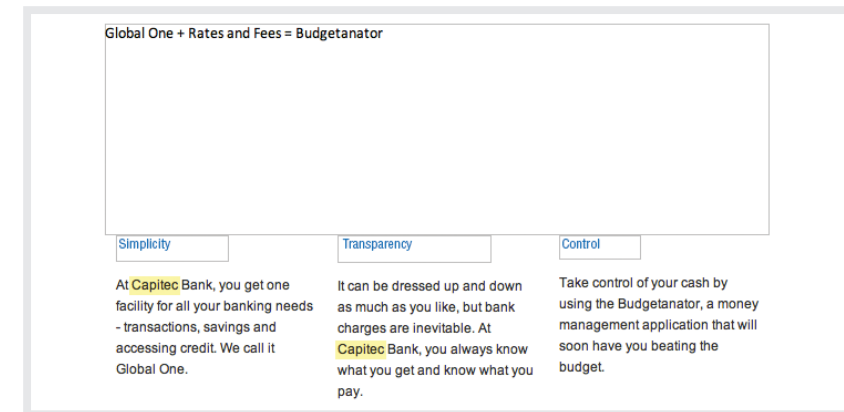 Global One + Rates and Fees = Budgetanator
Simplicity
At Capitec Bank, you get one
facility for all your banking needs
- transactions, savings and
accessing credit. We call it
Global One.
Transparency
It can be dressed up and down
as much as you like, but bank
charges are inevitable. At
Capitec Bank, you always know
what you get and know what you
pay.
Control
Take control of your cash by
using the Budgetanator, a money
management application that will
soon have you beating the
budget.